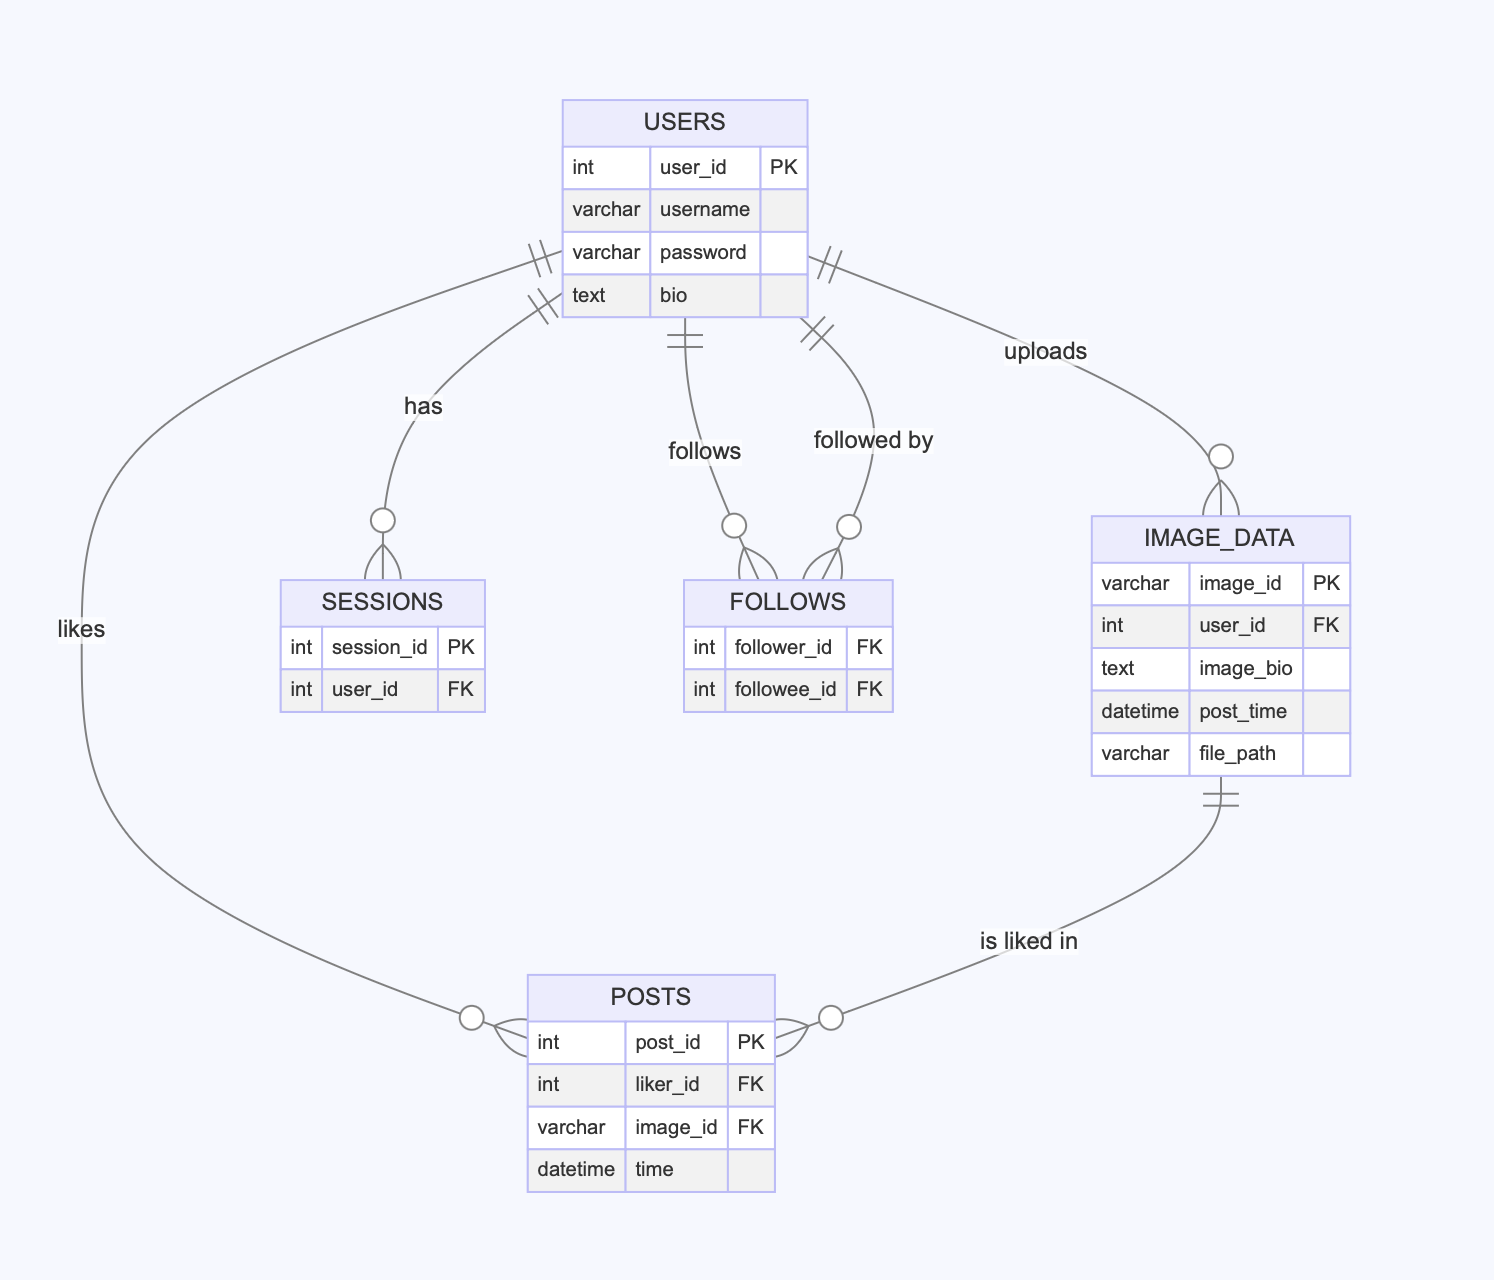 USERS
int user_id PK
varchar username
varchar password
text bio
uploads
has
follows
followed by
likes
SESSIONS
int session_id PK
int user_id FK
FOLLOWS
int follower_id FK
int followee_id FK
IMAGE_DATA
varchar image_id PK
int user_id FK
text image_bio
datetime post_time
varchar file_path
is liked in
POSTS
int post_id PK
int liker_id FK
varchar image_id FK
datetime time